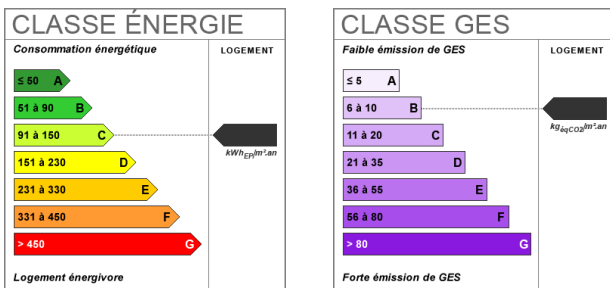 CLASSE ÉNERGIE
Consommation énergétique
LOGEMENT
≤ 50 A
51 à 90 B
91 à 150 C
151 à 230 D
231 à 330 E
331 à 450 F
> 450 G
kWhEP/m².an
Logement énergivore
CLASSE GES
Faible émission de GES
LOGEMENT
≤ 5 A
6 à 10 B
11 à 20 C
21 à 35 D
36 à 55 E
56 à 80 F
> 80 G
kgéqCO2/m².an
Forte émission de GES